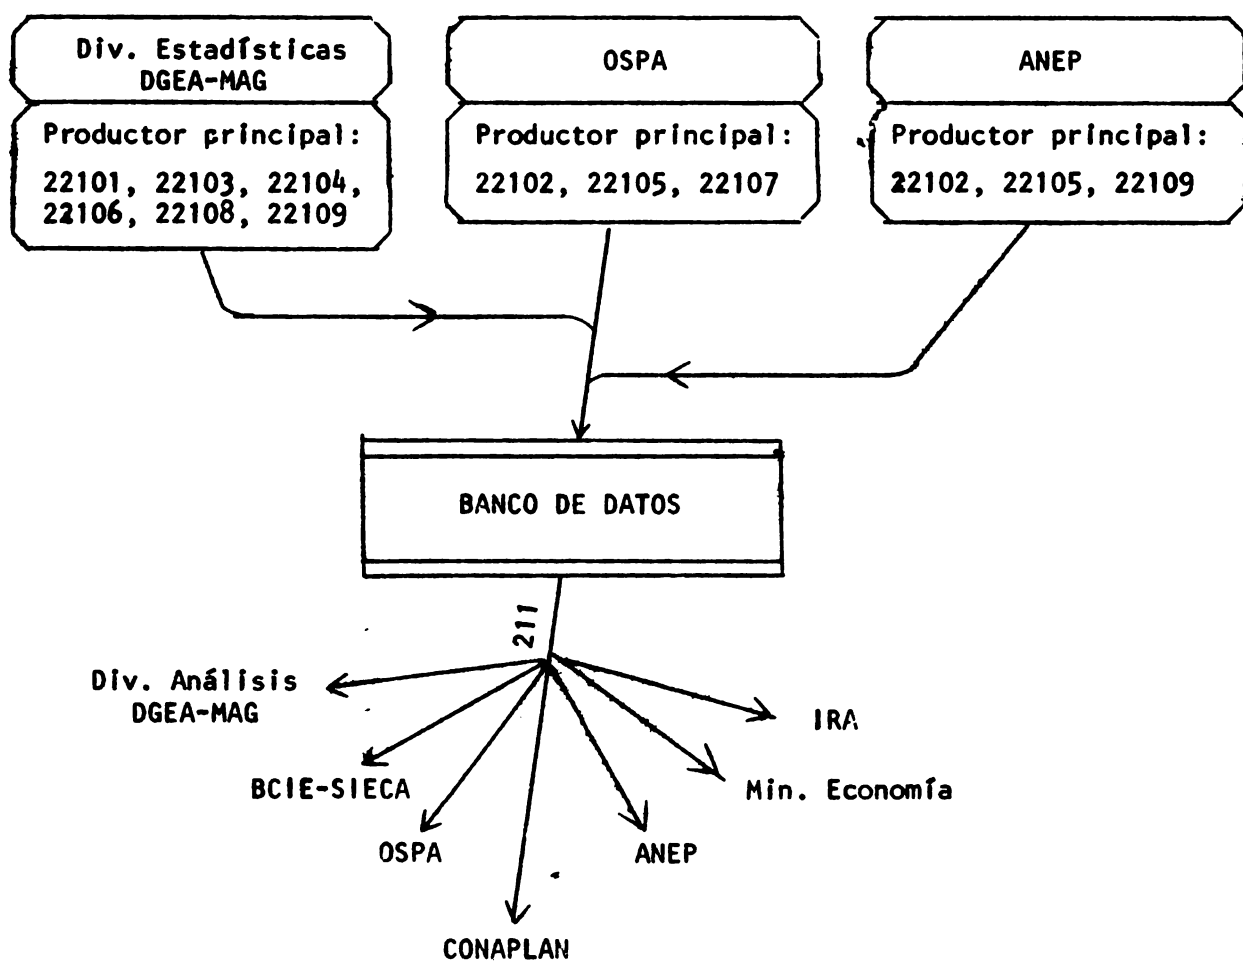 Div. Estadísticas
DGEA-MAG
Productor principal:
22101, 22103, 22104,
22106, 22108, 22109
OSPA
Productor principal:
22102, 22105, 22107
ANEP
Productor principal:
22102, 22105, 22109
BANCO DE DATOS
211
Div. Análisis
DGEA-MAG
BCIE-SIECA
OSPA
CONAPLAN
ANEP
Min. Economía
IRA